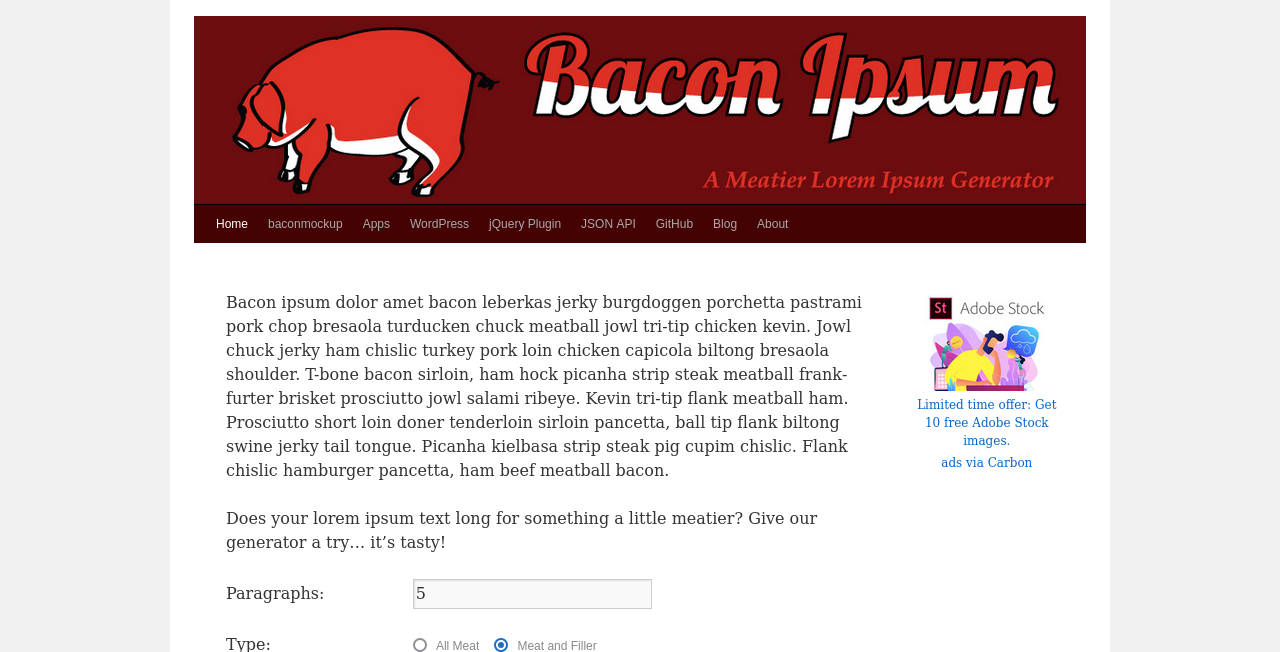 Bacon Ipsum
A Meatier Lorem Ipsum Generator
Home baconmockup Apps WordPress jQuery Plugin JSON API GitHub Blog About
Bacon ipsum dolor amet bacon leberkas jerky burgdoggen porchetta pastrami
pork chop bresaola turducken chuck meatball jowl tri-tip chicken kevin. Jowl
chuck jerky ham chislic turkey pork loin chicken capicola biltong bresaola
shoulder. T-bone bacon sirloin, ham hock picanha strip steak meatball frank-
furter brisket prosciutto jowl salami ribeye. Kevin tri-tip flank meatball ham.
Prosciutto short loin doner tenderloin sirloin pancetta, ball tip flank biltong
swine jerky tail tongue. Picanha kielbasa strip steak pig cupim chislic. Flank
chislic hamburger pancetta, ham beef meatball bacon.
St Adobe Stock
Limited time offer: Get
10 free Adobe Stock
images.
ads via Carbon
Does your lorem ipsum text long for something a little meatier? Give our
generator a try… it’s tasty!
Paragraphs: 5
Type: All Meat Meat and Filler